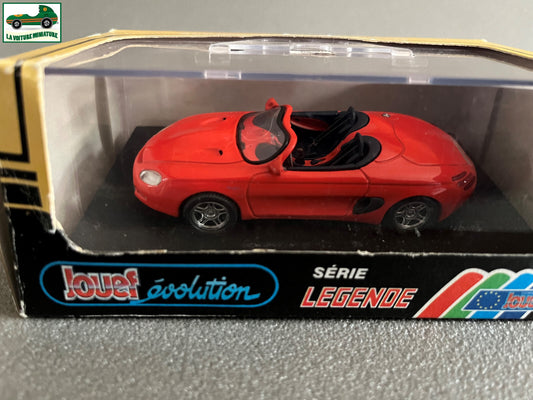 LA VOITURE MINIATURE
Jouef évolution
SÉRIE
LEGENDE